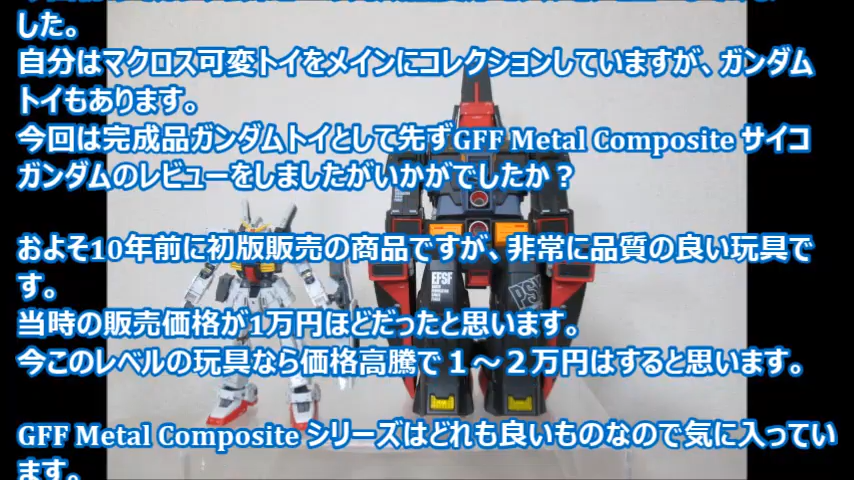 した。
自分はマクロス可変トイをメインにコレクションしていますが、ガンダム
トイもあります。
今回は完成品ガンダムトイとして先ずGFF Metal Composite サイコ
ガンダムのレビューをしましたがいかがでしたか？
およそ10年前に初版販売の商品ですが、非常に品質の良い玩具で
す。
当時の販売価格が1万円ほどだったと思います。
今このレベルの玩具なら価格高騰で１～２万円はすると思います。
GFF Metal Composite シリーズはどれも良いものなので気に入ってい
ます。
EFSF
PSY